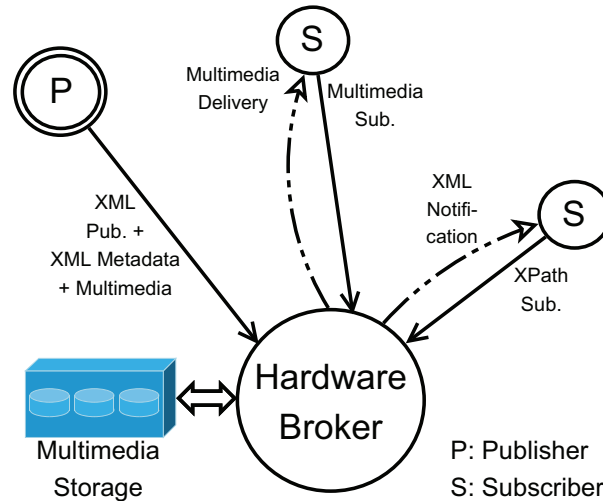 P
S
Multimedia
Delivery
Multimedia
Sub.
XML
Pub. +
XML Metadata
+ Multimedia
XML
Notifi-
cation
S
XPath
Sub.
Hardware
Broker
Multimedia
Storage
P: Publisher
S: Subscriber